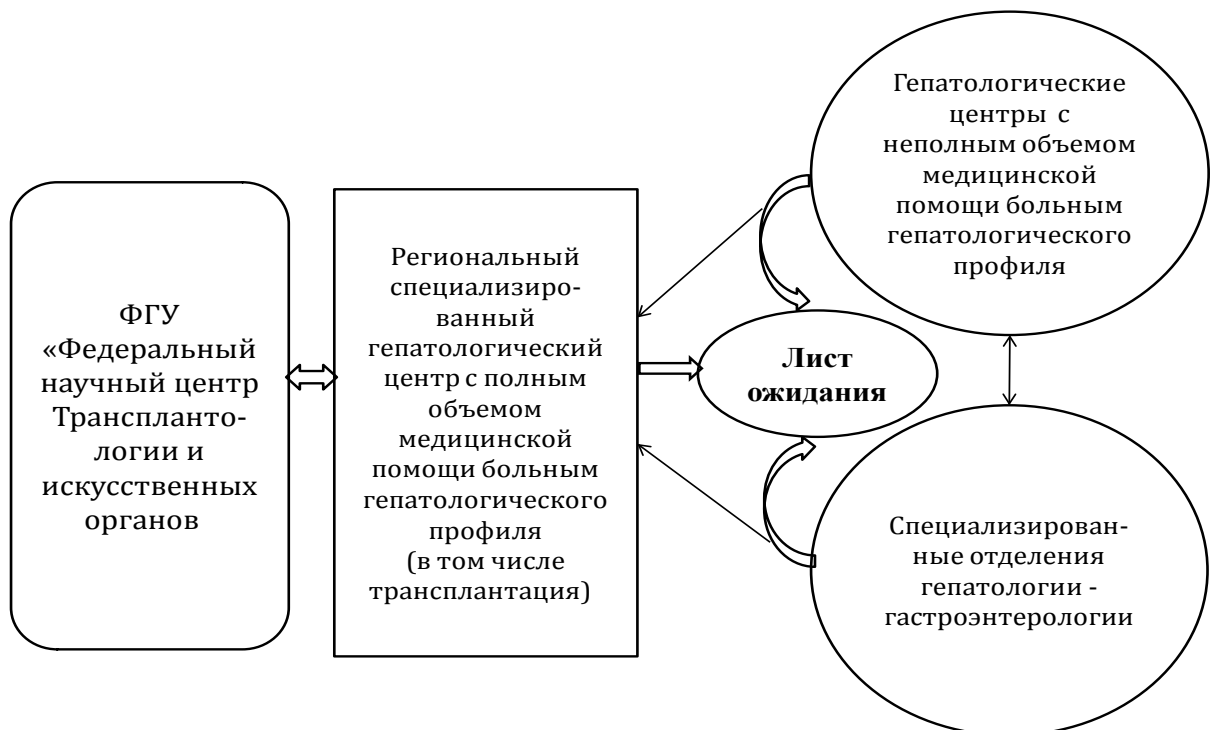 ФГУ
«Федеральный
научный центр
Транспланто-
логии и
искусственных
органов
Региональный
специализиро-
ванный
гепатологический
центр с полным
объемом
медицинской
помощи больным
гепатологического
профиля
(в том числе
трансплантация)
Лист
ожидания
Гепатологические
центры с
неполным объемом
медицинской
помощи больным
гепатологического
профиля
Специализирован-
ные отделения
гепатологии -
гастроэнтерологии